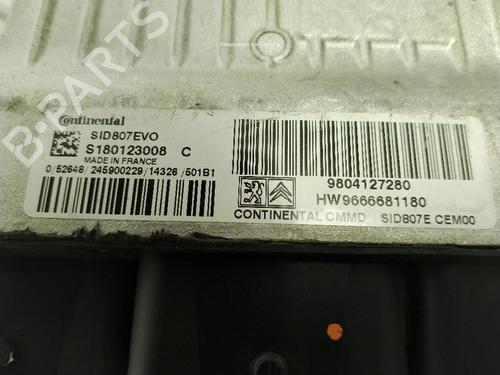 B-PARTS
Continental
SID807EVO
S180123008 C
MADE IN FRANCE
0/52648/245900229/14326/501B1
9804127280
HW9666681180
CONTINENTAL CMMD SID807E CEM00